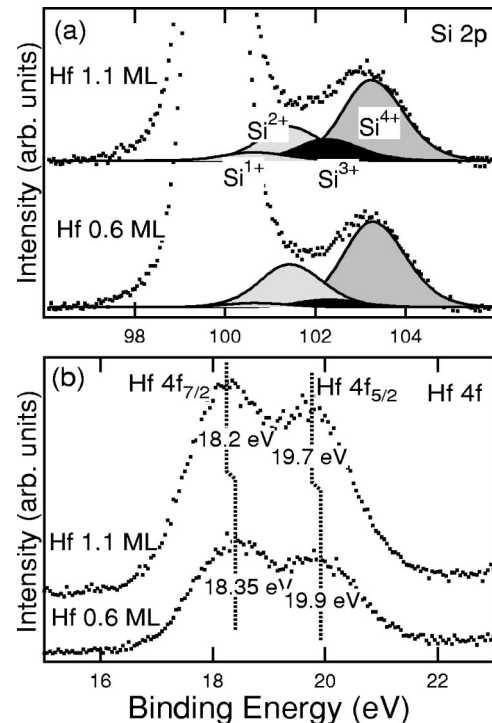 (a)
Si 2p
Hf 1.1 ML
Si²⁺
Si⁴⁺
Si¹⁺
Si³⁺
Hf 0.6 ML
Intensity (arb. units)
98 100 102 104
(b)
Hf 4f₇/₂
Hf 4f₅/₂
Hf 4f
18.2 eV
19.7 eV
Hf 1.1 ML
18.35 eV
19.9 eV
Hf 0.6 ML
Intensity (arb. units)
16 18 20 22
Binding Energy (eV)